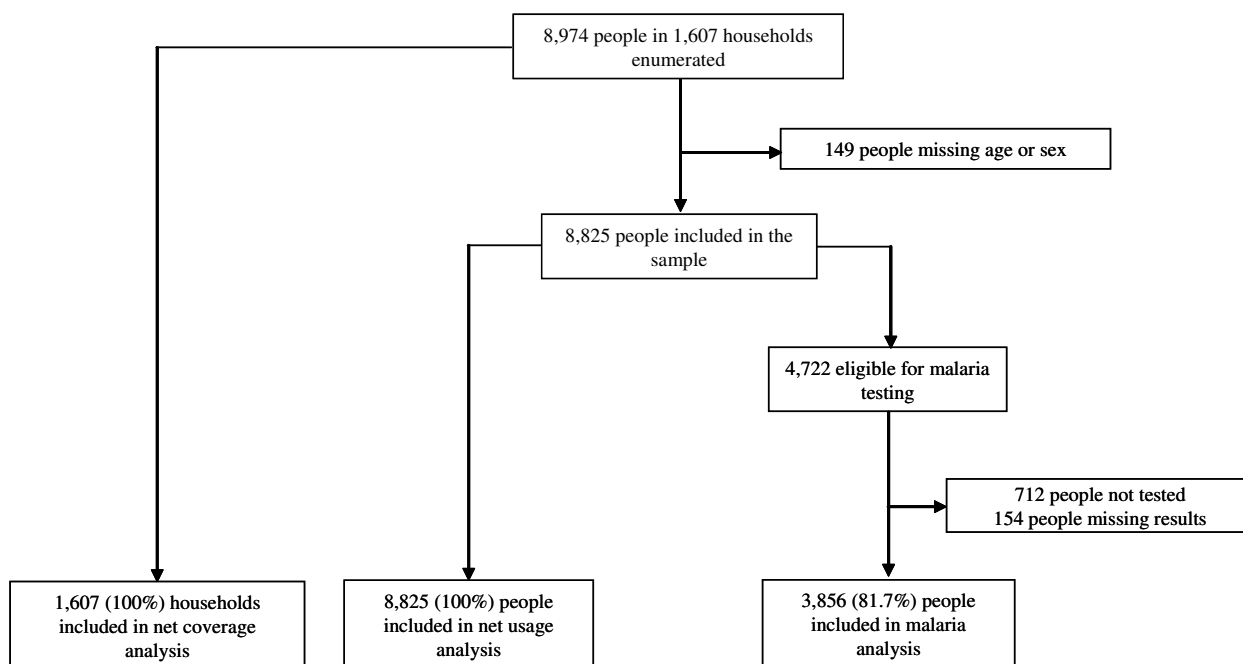 8,974 people in 1,607 households
enumerated
149 people missing age or sex
8,825 people included in the
sample
4,722 eligible for malaria
testing
712 people not tested
154 people missing results
1,607 (100%) households
included in net coverage
analysis
8,825 (100%) people
included in net usage
analysis
3,856 (81.7%) people
included in malaria
analysis